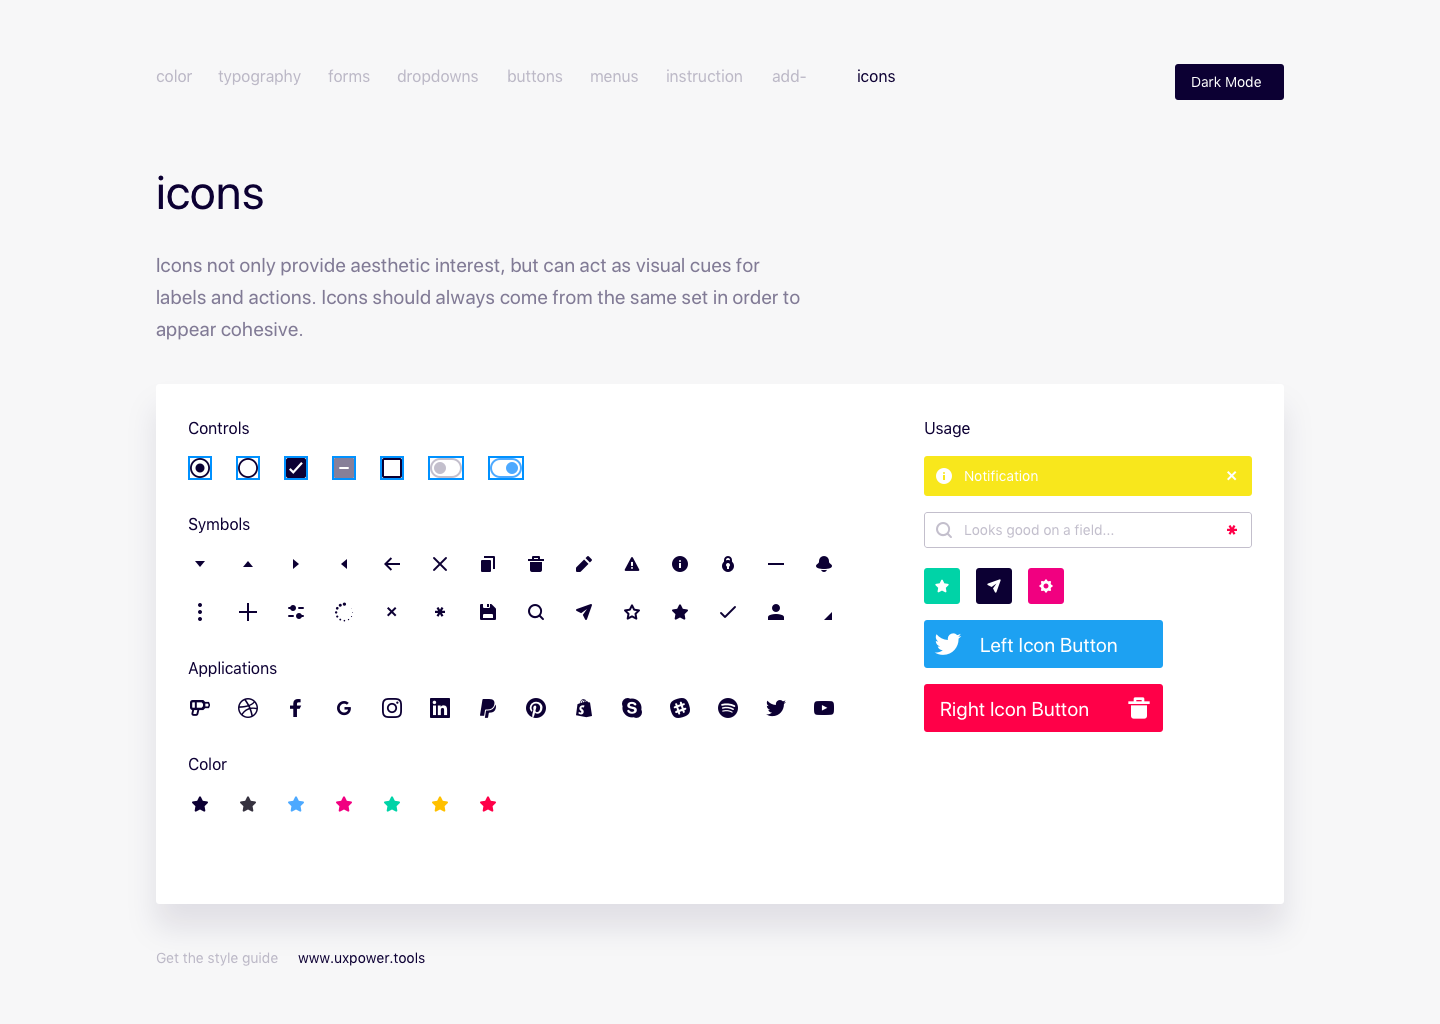 color typography forms dropdowns buttons menus instruction add- icons
Dark Mode
icons
Icons not only provide aesthetic interest, but can act as visual cues for
labels and actions. Icons should always come from the same set in order to
appear cohesive.
Controls
Symbols
Applications
Color
Usage
Notification
Looks good on a field...
Left Icon Button
Right Icon Button
Get the style guide www.uxpower.tools